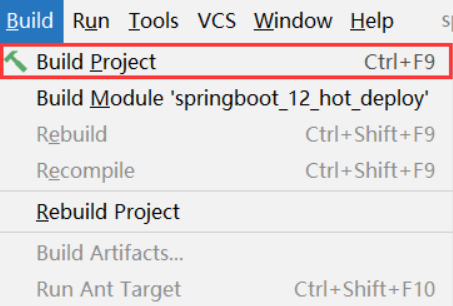 Build Run Tools VCS Window Help
Build Project Ctrl+F9
Build Module 'springboot_12_hot_deploy'
Rebuild Ctrl+Shift+F9
Recompile Ctrl+Shift+F9
Rebuild Project
Build Artifacts...
Run Ant Target Ctrl+Shift+F10